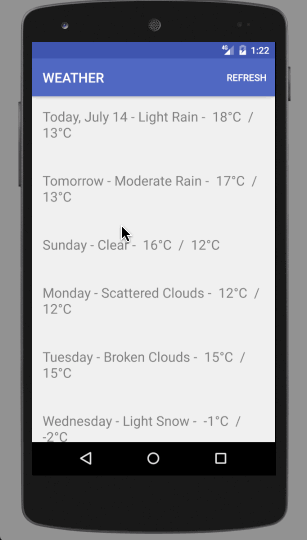 4G 1:22
WEATHER REFRESH
Today, July 14 - Light Rain - 18°C /
13°C
Tomorrow - Moderate Rain - 17°C /
13°C
Sunday - Clear - 16°C / 12°C
Monday - Scattered Clouds - 12°C /
12°C
Tuesday - Broken Clouds - 15°C /
15°C
Wednesday - Light Snow - -1°C /
-2°C